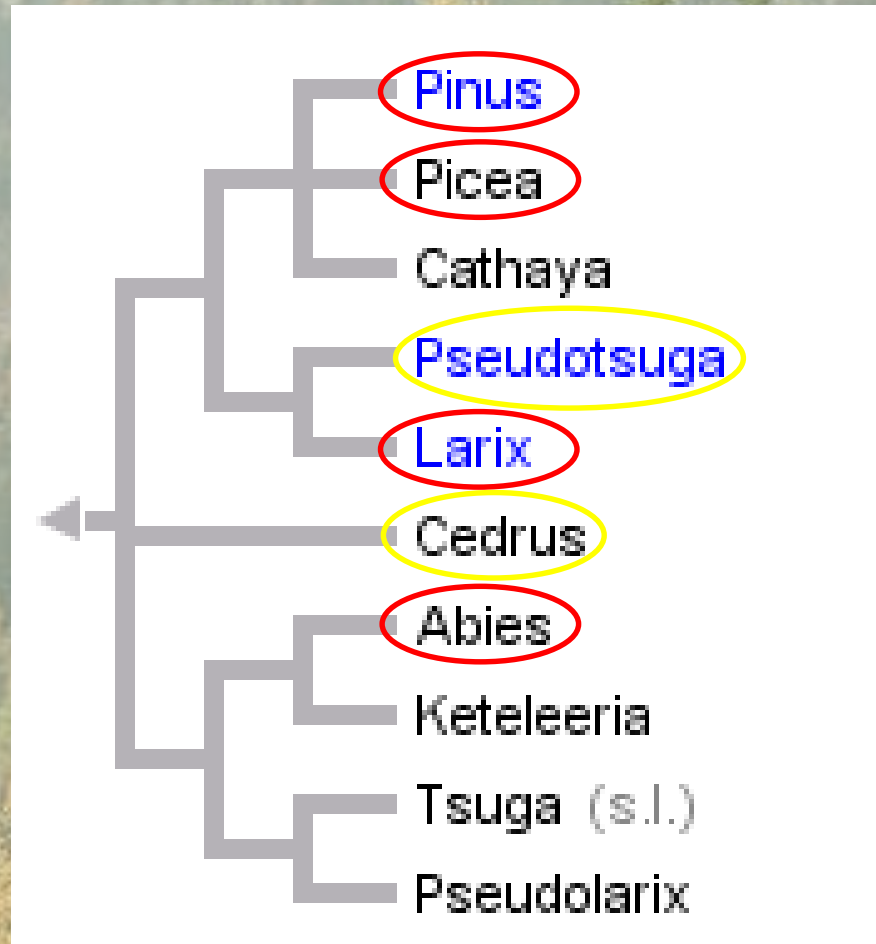 Pinus
Picea
Cathaya
Pseudotsuga
Larix
Cedrus
Abies
Keteleeria
Tsuga (s.l.)
Pseudolarix